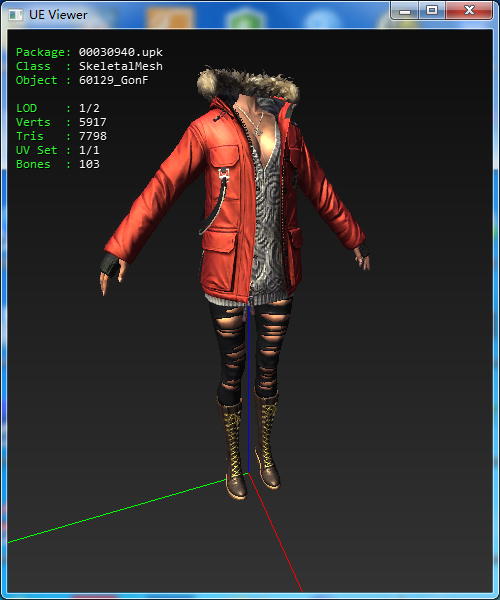 UE Viewer
Package: 00030940.upk
Class : SkeletalMesh
Object : 60129_GonF
LOD : 1/2
Verts : 5917
Tris : 7798
UV Set : 1/1
Bones : 103